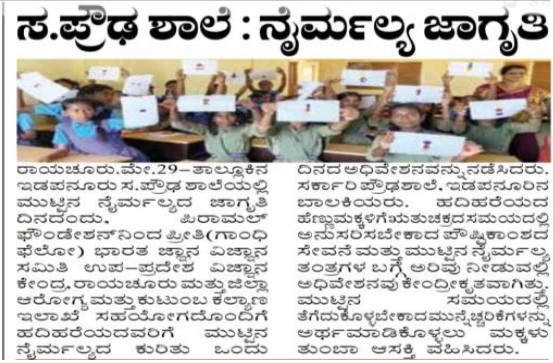 ಸ.ಪ್ರೌಢ ಶಾಲೆ : ನೈರ್ಮಲ್ಯ ಜಾಗೃತಿ
ರಾಯಚೂರು.ಮೇ.29-ತಾಲ್ಲೂಕಿನ
ಇಡಪನೂರು ಸ.ಪ್ರೌಢ ಶಾಲೆಯಲ್ಲಿ
ಮುಟ್ಟಿನ ನೈರ್ಮಲ್ಯದ ಜಾಗೃತಿ
ದಿನದಂದು, ಪಿರಾಮಲ್
ಫೌಂಡೇಶನ್‌ನಿಂದ ಪ್ರೀತಿ(ಗಾಂಧಿ
ಫೆಲೋ) ಭಾರತ ಜ್ಞಾನ ವಿಜ್ಞಾನ
ಸಮಿತಿ ಉಪ-ಪ್ರದೇಶ ವಿಜ್ಞಾನ
ಕೇಂದ್ರ, ರಾಯಚೂರು ಮತ್ತು ಜಿಲ್ಲಾ
ಆರೋಗ್ಯ ಮತ್ತು ಕುಟುಂಬ ಕಲ್ಯಾಣ
ಇಲಾಖೆ ಸಹಯೋಗದೊಂದಿಗೆ
ಹದಿಹರೆಯದವರಿಗೆ ಮುಟ್ಟಿನ
ನೈರ್ಮಲ್ಯದ ಕುರಿತು ಒಂದು
ದಿನದ ಅಧಿವೇಶನವನ್ನು ನಡೆಸಿದರು.
ಸರ್ಕಾರಿ ಪ್ರೌಢಶಾಲೆ, ಇಡಪನೂರಿನ
ಬಾಲಕಿಯರು. ಹದಿಹರೆಯದ
ಹೆಣ್ಣುಮಕ್ಕಳಿಗೆ ಋತುಚಕ್ರದ ಸಮಯದಲ್ಲಿ
ಅನುಸರಿಸಬೇಕಾದ ಪೌಷ್ಟಿಕಾಂಶದ
ಸೇವನೆ ಮತ್ತು ಮುಟ್ಟಿನ ನೈರ್ಮಲ್ಯ
ತಂತ್ರಗಳ ಬಗ್ಗೆ ಅರಿವು ನೀಡುವಲ್ಲಿ
ಅಧಿವೇಶನವು ಕೇಂದ್ರೀಕೃತವಾಗಿತ್ತು.
ಮುಟ್ಟಿನ ಸಮಯದಲ್ಲಿ
ತೆಗೆದುಕೊಳ್ಳಬೇಕಾದ ಮುನ್ನೆಚ್ಚರಿಕೆಗಳನ್ನು
ಅರ್ಥಮಾಡಿಕೊಳ್ಳಲು ಮಕ್ಕಳು
ತುಂಬಾ ಆಸಕ್ತಿ ವಹಿಸಿದರು.